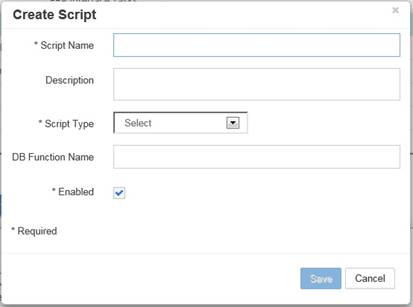 Create Script
* Script Name
Description
* Script Type
Select
DB Function Name
* Enabled
* Required
Save
Cancel